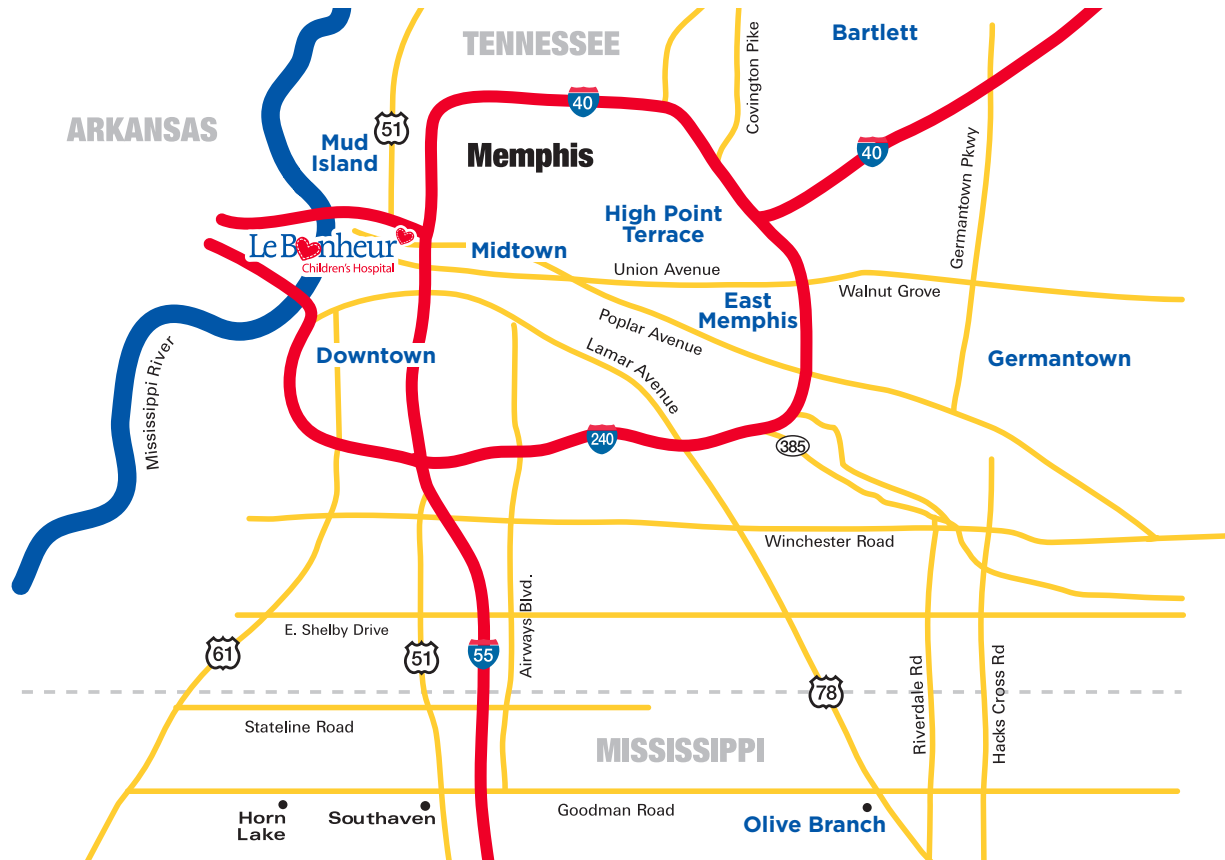 TENNESSEE
Bartlett
Covington Pike
40
ARKANSAS
51
Mud
Island
Memphis
40
Germantown Pkwy
High Point
Terrace
Le Bonheur
Children's Hospital
Midtown
Union Avenue
Walnut Grove
East
Memphis
Poplar Avenue
Downtown
Lamar Avenue
Germantown
Mississippi River
240
385
Winchester Road
Airways Blvd.
E. Shelby Drive
61
51
55
Riverdale Rd
Hacks Cross Rd
78
Stateline Road
MISSISSIPPI
Goodman Road
Horn
Lake
Southaven
Olive Branch